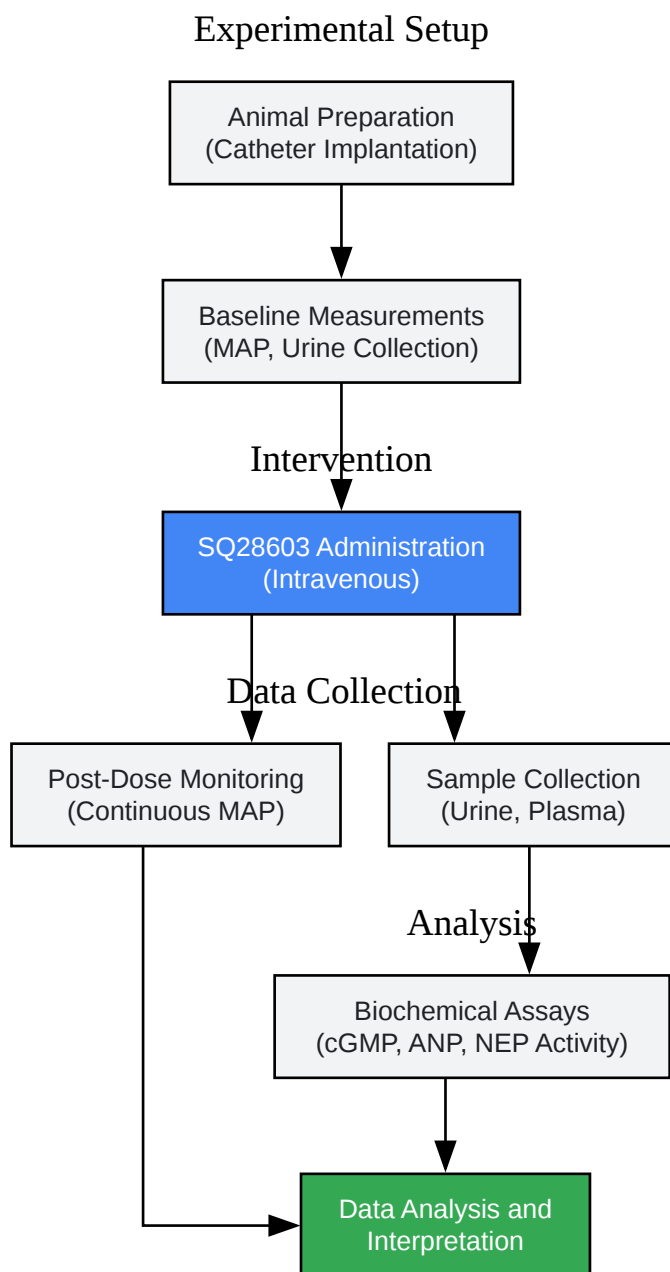 Experimental Setup
Animal Preparation
(Catheter Implantation)
Baseline Measurements
(MAP, Urine Collection)
Intervention
SQ28603 Administration
(Intravenous)
Data Collection
Post-Dose Monitoring
(Continuous MAP)
Sample Collection
(Urine, Plasma)
Analysis
Biochemical Assays
(cGMP, ANP, NEP Activity)
Data Analysis and
Interpretation